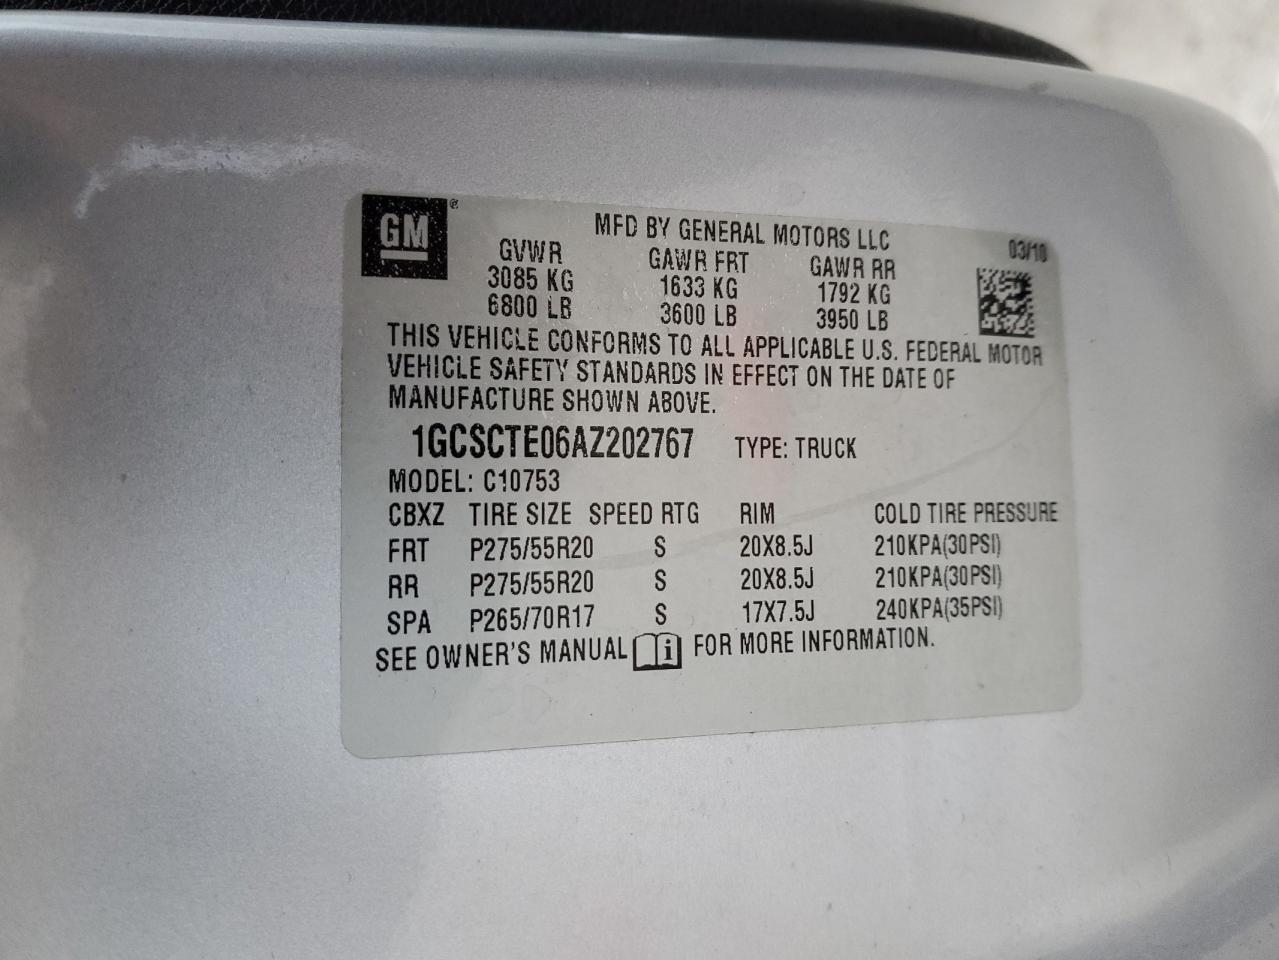 GM®
MFD BY GENERAL MOTORS LLC 03/10
GVWR GAWR FRT GAWR RR
3085 KG 1633 KG 1792 KG
6800 LB 3600 LB 3950 LB
THIS VEHICLE CONFORMS TO ALL APPLICABLE U.S. FEDERAL MOTOR
VEHICLE SAFETY STANDARDS IN EFFECT ON THE DATE OF
MANUFACTURE SHOWN ABOVE.
1GCSCTE06AZ202767 TYPE: TRUCK
MODEL: C10753
CBXZ TIRE SIZE SPEED RTG RIM COLD TIRE PRESSURE
FRT P275/55R20 S 20X8.5J 210KPA(30PSI)
RR P275/55R20 S 20X8.5J 210KPA(30PSI)
SPA P265/70R17 S 17X7.5J 240KPA(35PSI)
SEE OWNER'S MANUAL i FOR MORE INFORMATION.